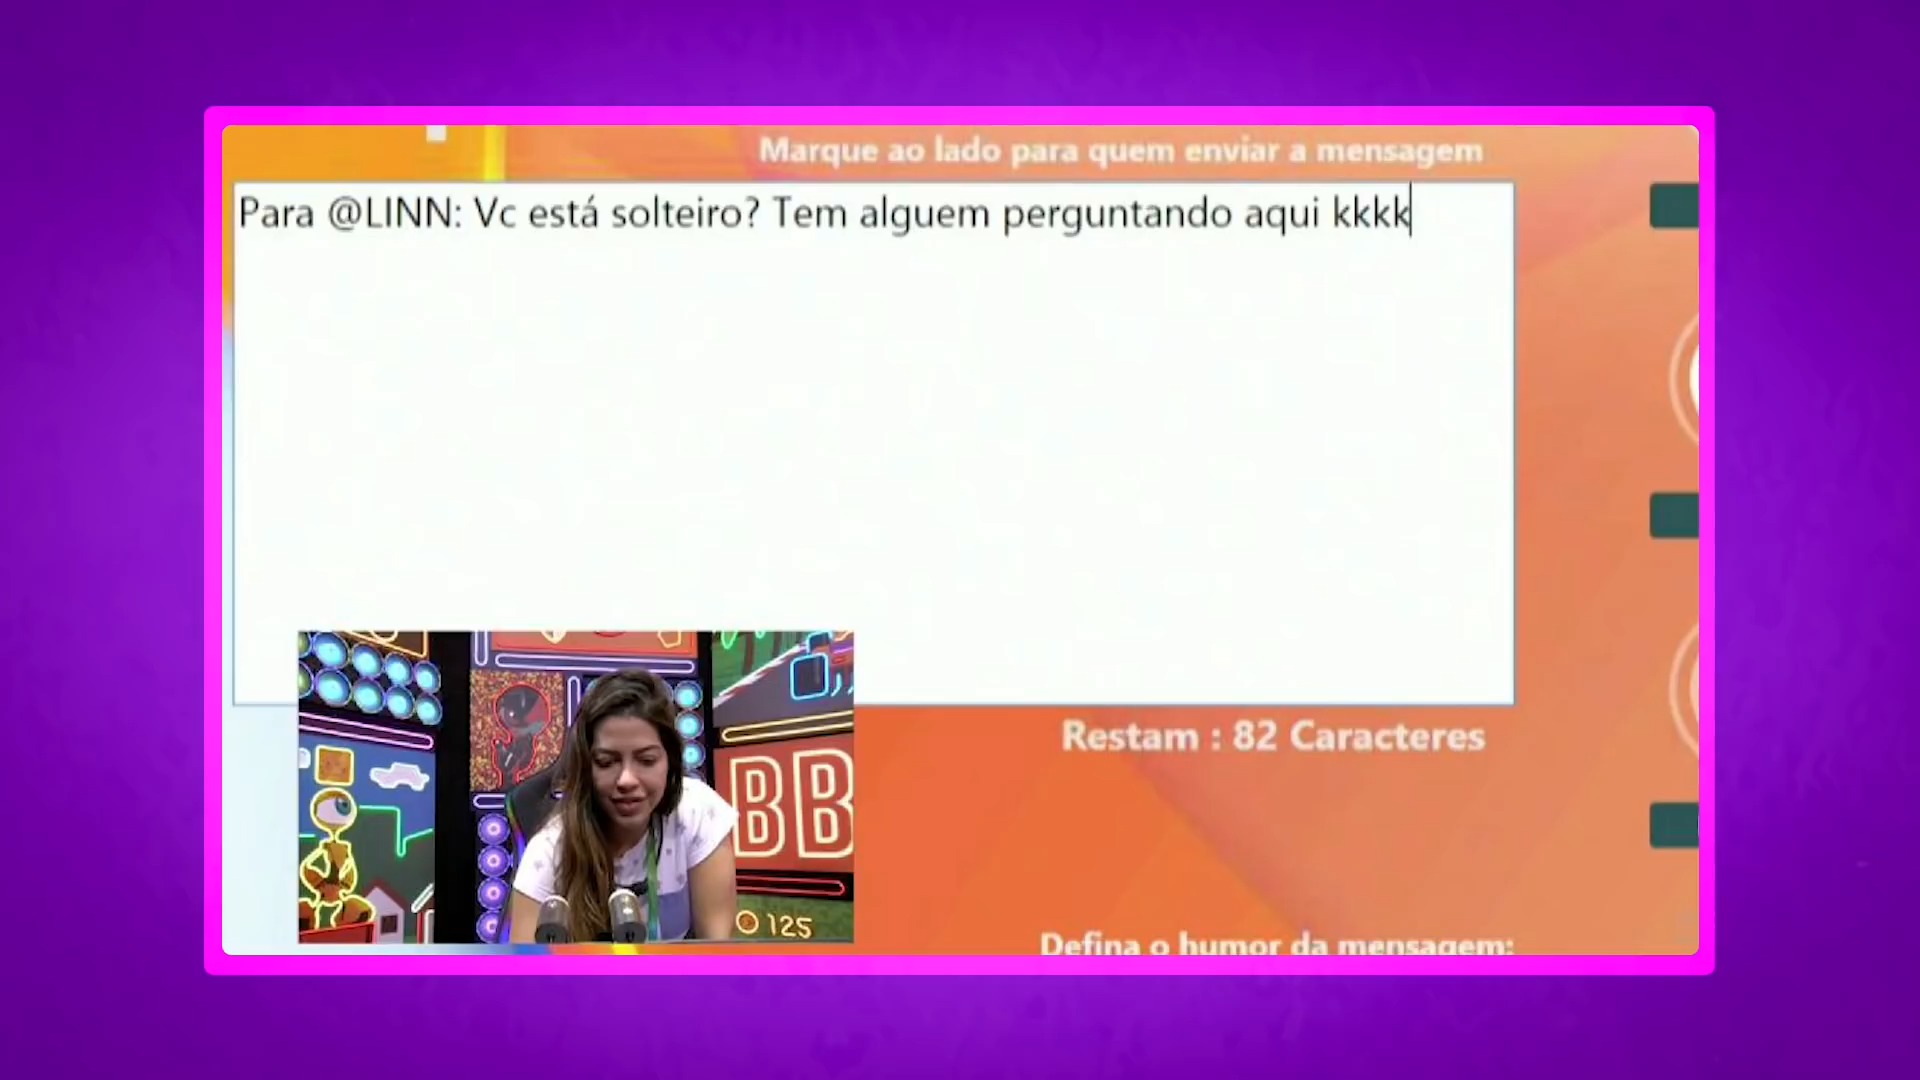 Marque ao lado para quem enviar a mensagem
Para @LINN: Vc está solteiro? Tem alguem perguntando aqui kkkk
Restam : 82 Caracteres
BB
125
Defina o humor da mensagem: